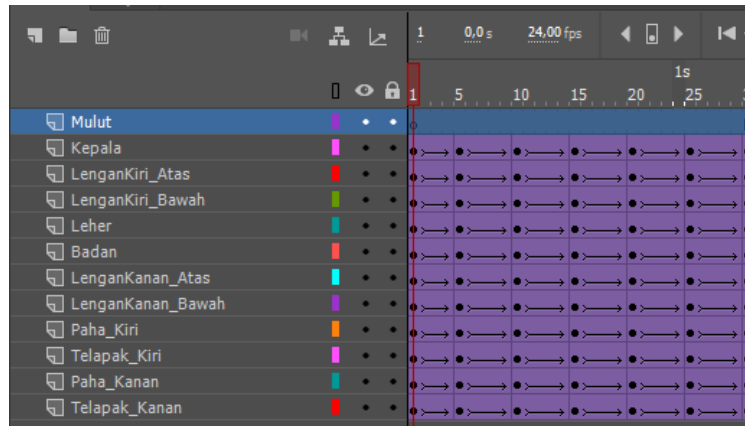 1 0,0 s 24,00 fps
1s
1 5 10 15 20 25
Mulut
Kepala
LenganKiri_Atas
LenganKiri_Bawah
Leher
Badan
LenganKanan_Atas
LenganKanan_Bawah
Paha_Kiri
Telapak_Kiri
Paha_Kanan
Telapak_Kanan